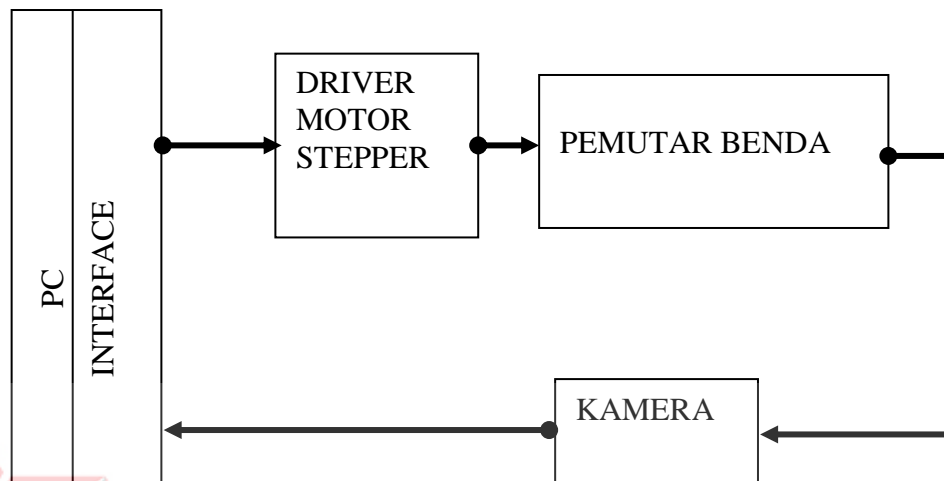 PC
INTERFACE
DRIVER
MOTOR
STEPPER
PEMUTAR BENDA
KAMERA